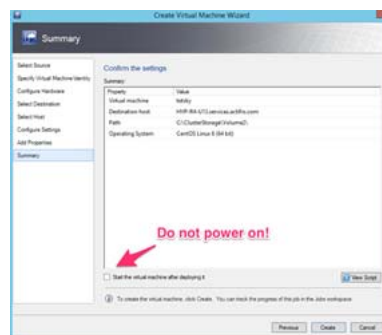 Create Virtual Machine Wizard
Summary
Select Source
Specify Virtual Machine Identity
Configure Hardware
Select Destination
Select Host
Configure Settings
Add Properties
Summary
Confirm the settings
Summary:
Property Value
Virtual machine
Destination host
Path C:\ClusterStorage\Volume2\
Operating System CentOS Linux 6 (64 bit)
Do not power on!
Start the virtual machine after deploying it
View Script
To create the virtual machine, click Create. You can track the progress of the job in the Jobs workspace.
Previous Create Cancel